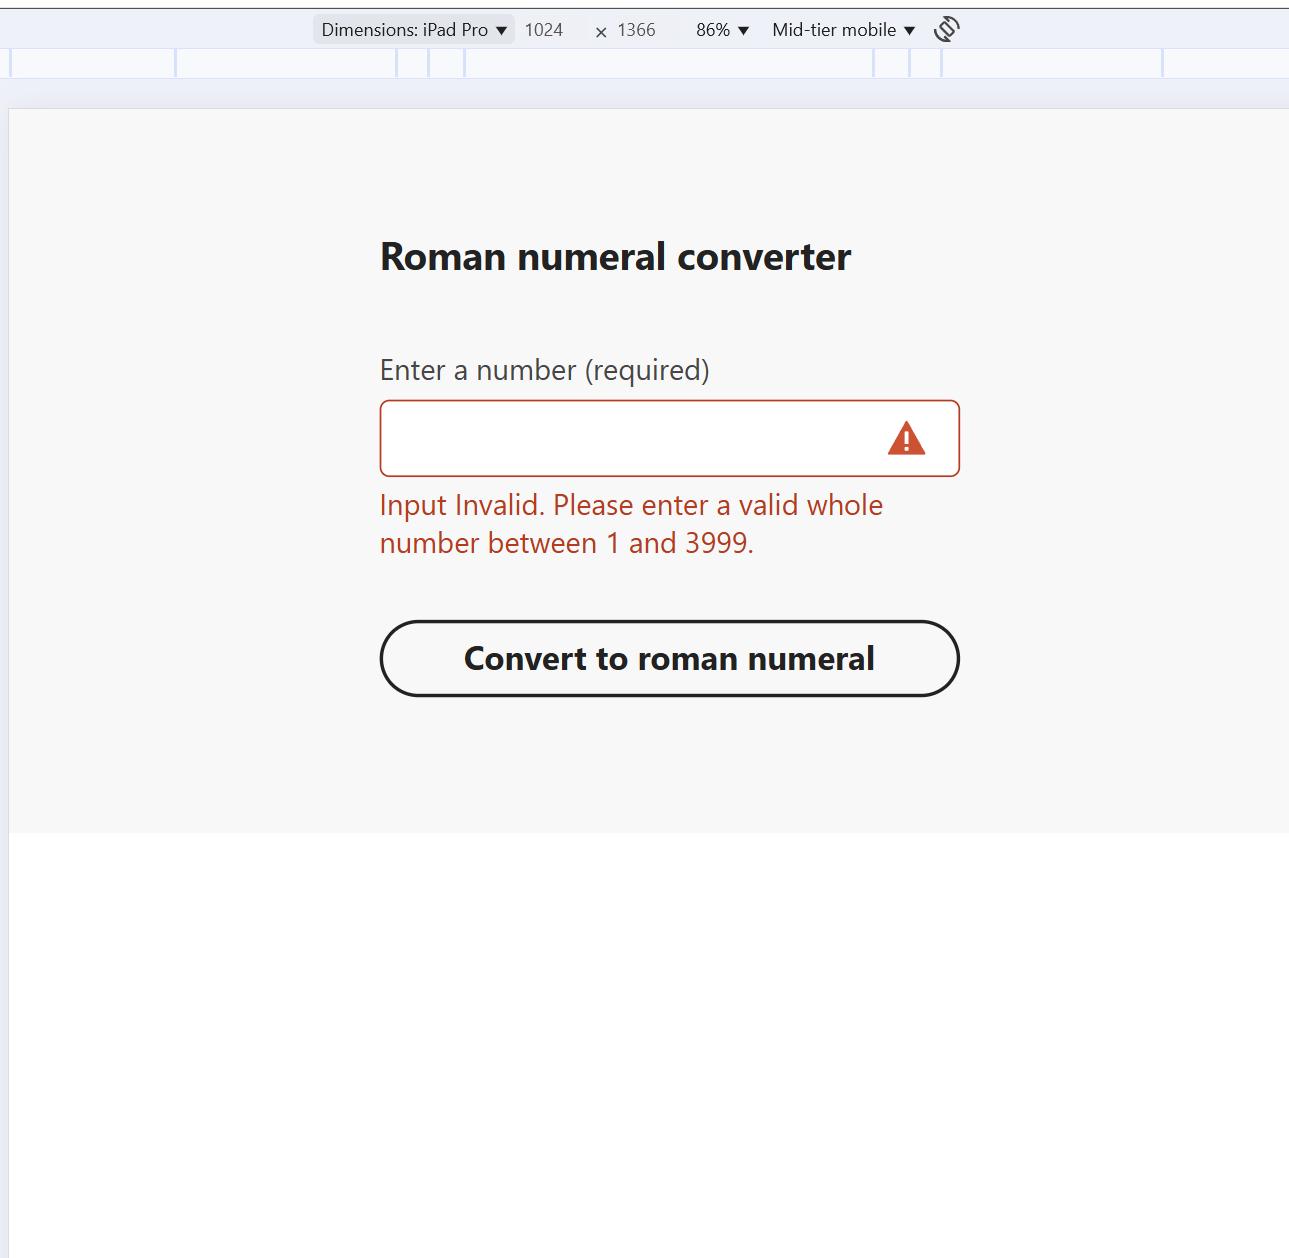 Dimensions: iPad Pro ▼ 1024 × 1366 86% ▼ Mid-tier mobile ▼
Roman numeral converter
Enter a number (required)
Input Invalid. Please enter a valid whole
number between 1 and 3999.
Convert to roman numeral